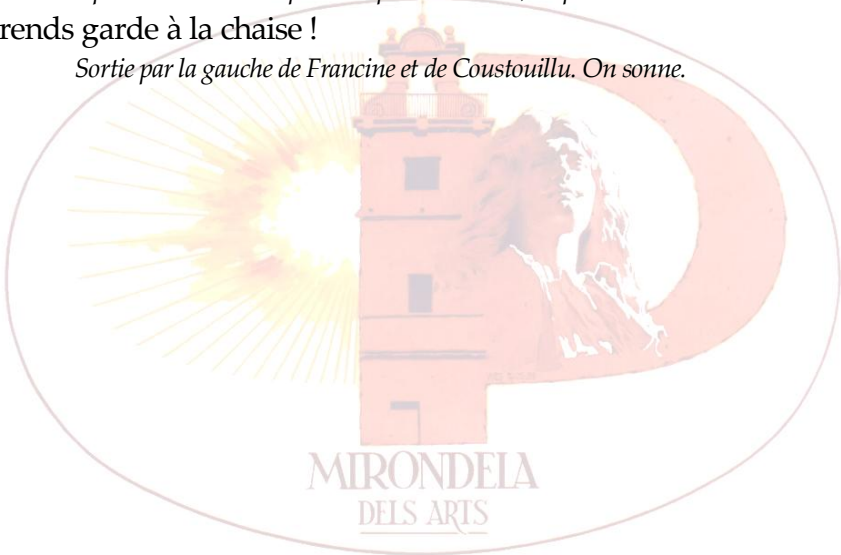 rends garde à la chaise !
Sortie par la gauche de Francine et de Coustouillu. On sonne.
MIRONDELA
DELS ARTS